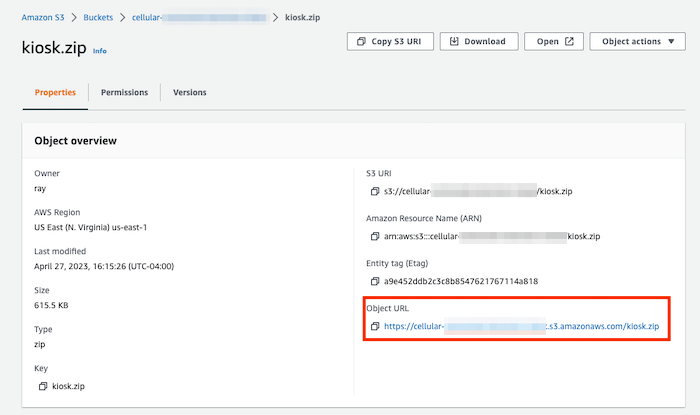 Amazon S3 > Buckets > cellular- > kiosk.zip
kiosk.zip Info
Copy S3 URI Download Open Object actions
Properties Permissions Versions
Object overview
Owner
ray
AWS Region
US East (N. Virginia) us-east-1
Last modified
April 27, 2023, 16:15:26 (UTC-04:00)
Size
615.5 KB
Type
zip
Key
kiosk.zip
S3 URI
s3://cellular- /kiosk.zip
Amazon Resource Name (ARN)
arn:aws:s3:::cellular- /kiosk.zip
Entity tag (Etag)
a9e452ddb2c3c8b8547621767114a818
Object URL
https://cellular- .s3.amazonaws.com/kiosk.zip